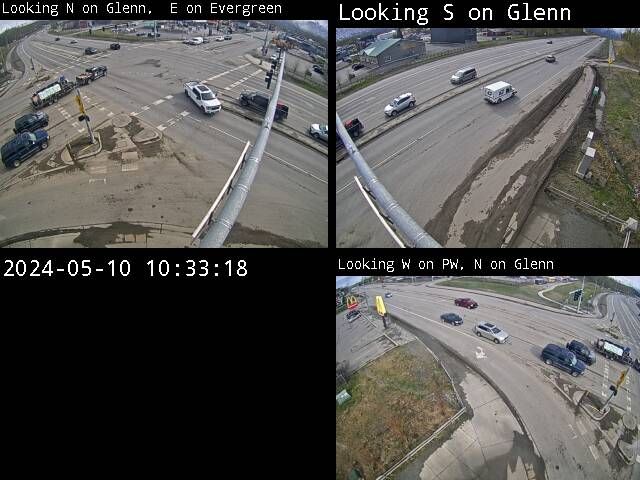 Looking N on Glenn,  E on Evergreen
Looking S on Glenn
2024-05-10 10:33:18
Looking W on PW, N on Glenn